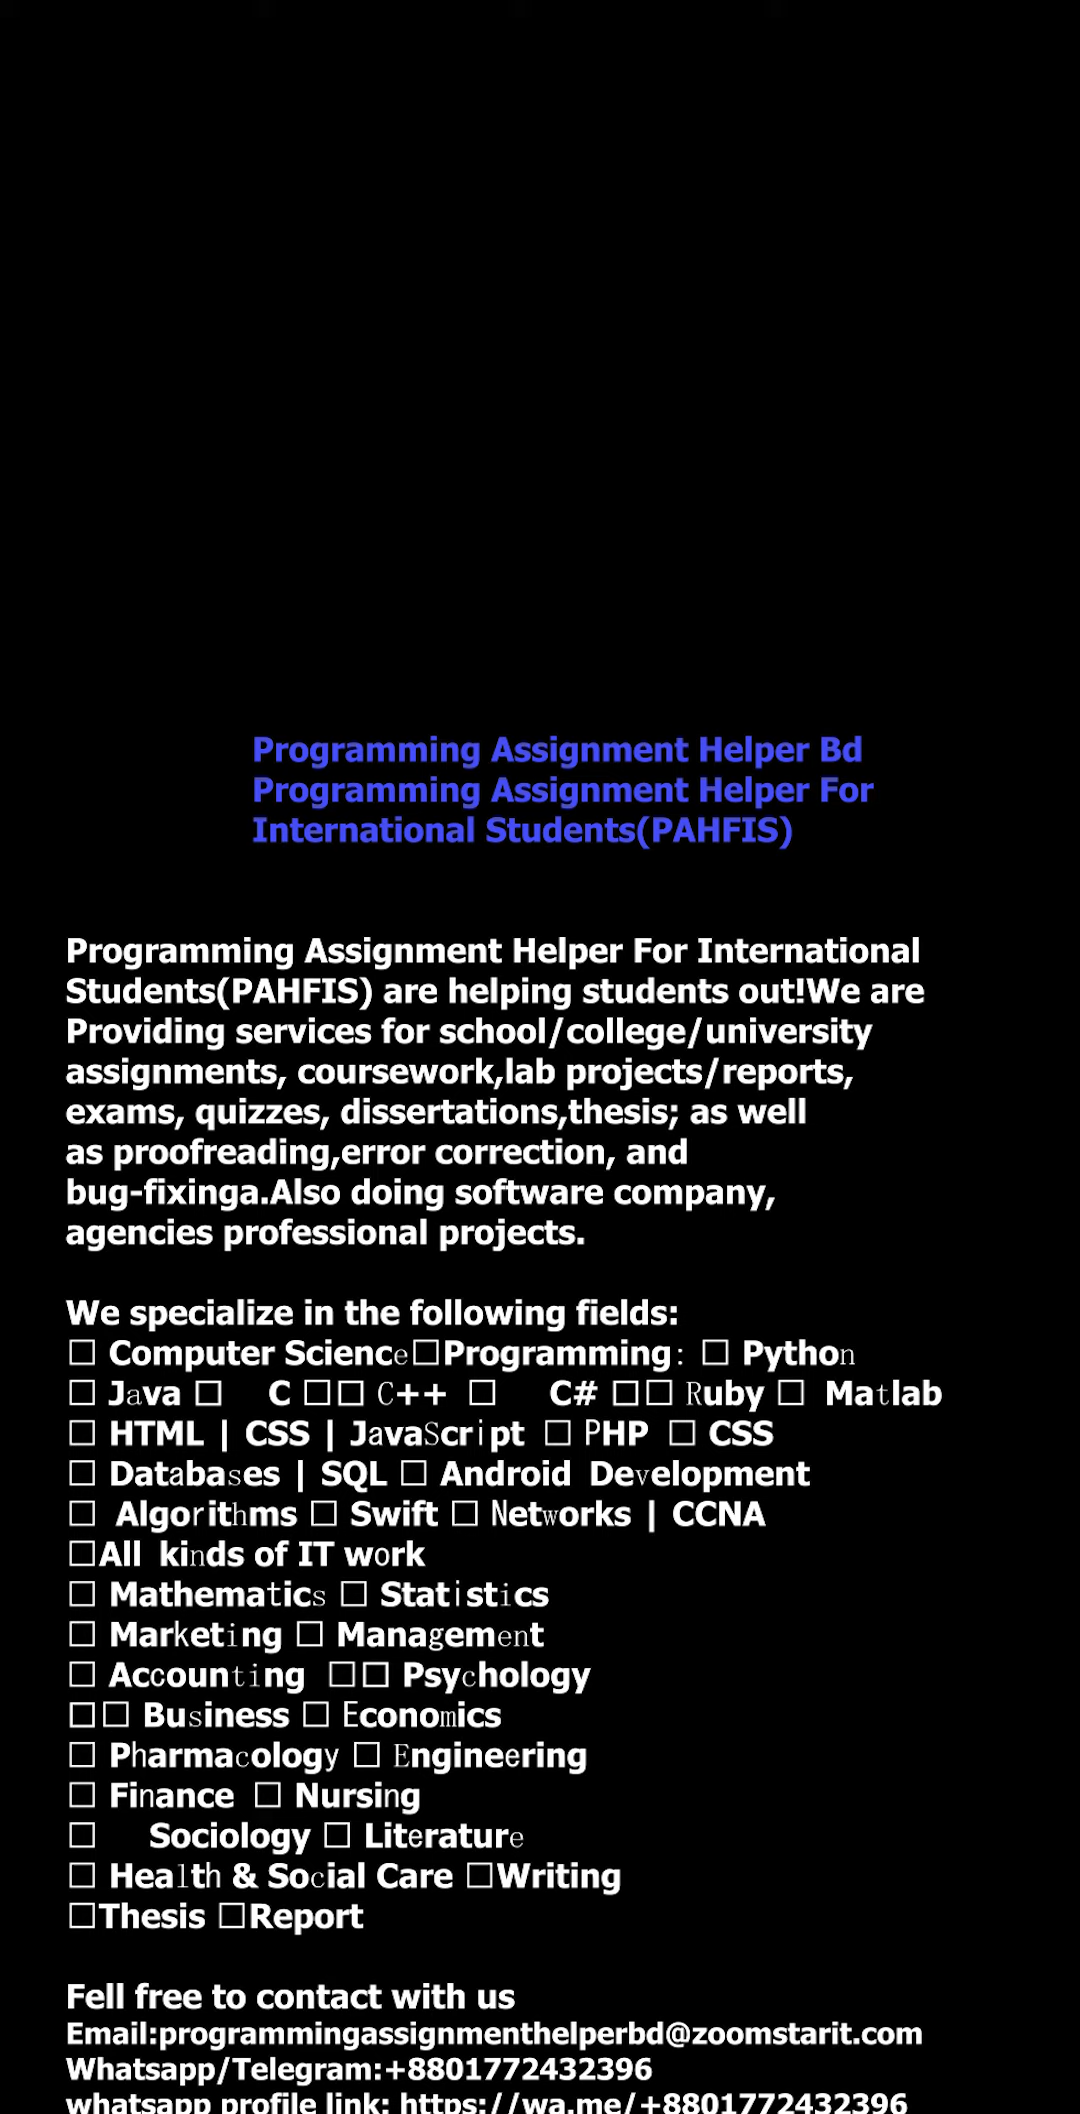 Programming Assignment Helper Bd
Programming Assignment Helper For
International Students(PAHFIS)
Programming Assignment Helper For International
Students(PAHFIS) are helping students out!We are
Providing services for school/college/university
assignments, coursework,lab projects/reports,
exams, quizzes, dissertations,thesis; as well
as proofreading,error correction, and
bug-fixinga.Also doing software company,
agencies professional projects.
We specialize in the following fields:
□ Computer Science□Programming: □ Python
□ Java □ C □□ C++ □ C# □□ Ruby □ Matlab
□ HTML | CSS | JavaScript □ PHP □ CSS
□ Databases | SQL □ Android Development
□ Algorithms □ Swift □ Networks | CCNA
□All kinds of IT work
□ Mathematics □ Statistics
□ Marketing □ Management
□ Accounting □□ Psychology
□□ Business □ Economics
□ Pharmacology □ Engineering
□ Finance □ Nursing
□ Sociology □ Literature
□ Health & Social Care □Writing
□Thesis □Report
Fell free to contact with us
Email:programmingassignmenthelperbd@zoomstarit.com
Whatsapp/Telegram:+8801772432396
whatsapp profile link: https://wa.me/+8801772432396